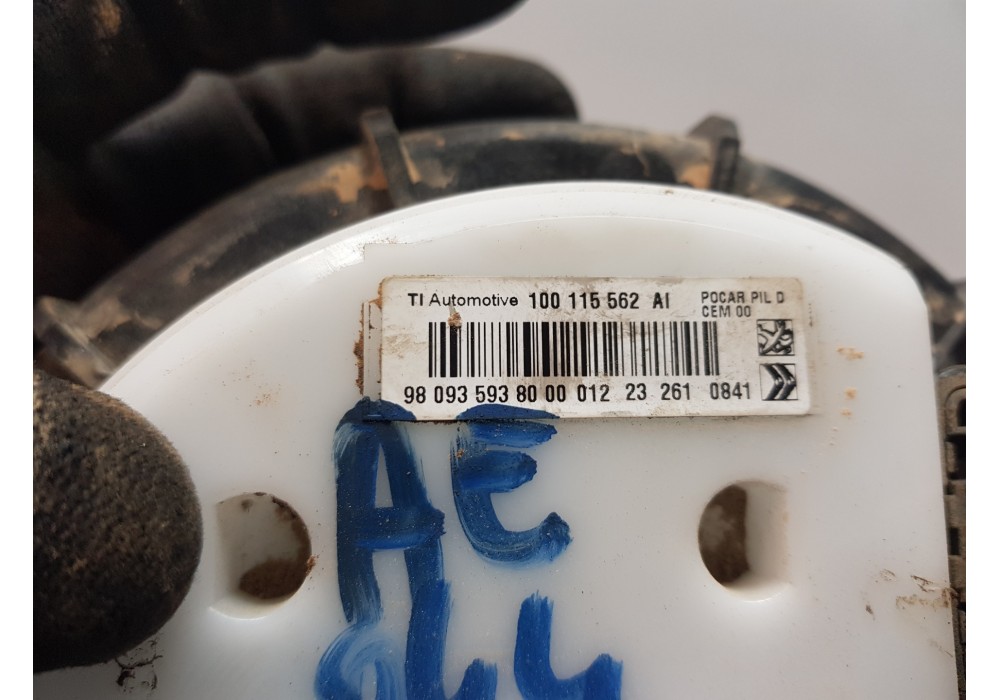 TI Automotive 100 115 562 AI
POCAR PIL D
CEM 00
98 093 593 80 00 012 23 261 0841
AE